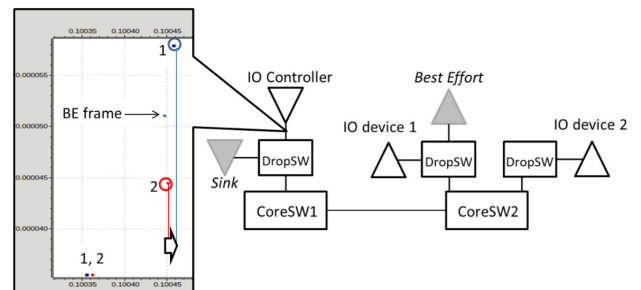 0.10035 0.10040 0.10045
0.000055
0.000050
0.000045
0.000040
1
BE frame
2
1, 2
0.10035 0.10040 0.10045
IO Controller
Sink
DropSW
CoreSW1
Best Effort
IO device 1
DropSW
IO device 2
DropSW
CoreSW2